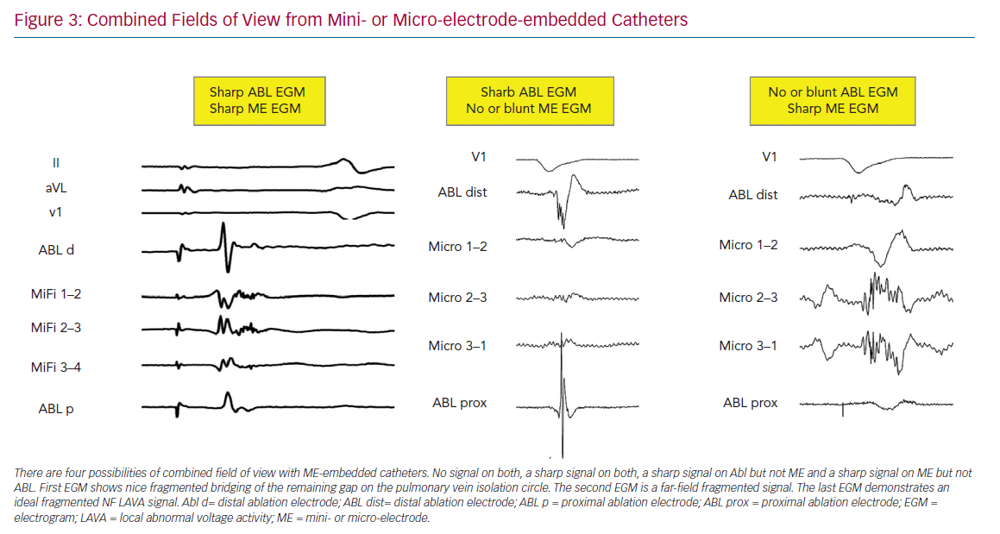 Figure 3: Combined Fields of View from Mini- or Micro-electrode-embedded Catheters
Sharp ABL EGM
Sharp ME EGM
II
aVL
v1
ABL d
MiFi 1–2
MiFi 2–3
MiFi 3–4
ABL p
Sharb ABL EGM
No or blunt ME EGM
V1
ABL dist
Micro 1–2
Micro 2–3
Micro 3–1
ABL prox
No or blunt ABL EGM
Sharp ME EGM
V1
ABL dist
Micro 1–2
Micro 2–3
Micro 3–1
ABL prox
There are four possibilities of combined field of view with ME-embedded catheters. No signal on both, a sharp signal on both, a sharp signal on Abl but not ME and a sharp signal on ME but not
ABL. First EGM shows nice fragmented bridging of the remaining gap on the pulmonary vein isolation circle. The second EGM is a far-field fragmented signal. The last EGM demonstrates an
ideal fragmented NF LAVA signal. Abl d= distal ablation electrode; ABL dist= distal ablation electrode; ABL p = proximal ablation electrode; ABL prox = proximal ablation electrode; EGM =
electrogram; LAVA = local abnormal voltage activity; ME = mini- or micro-electrode.